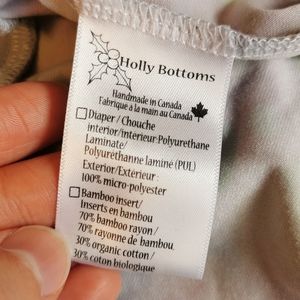 Holly Bottoms
Handmade in Canada
Fabriqué à la main au Canada
Diaper / Chouche
interior/interieur-Polyurethane
Laminate/
Polyuréthanne laminé (PUL)
Exterior/Exterieur:
100% micro-polyester
Bamboo insert/
Inserts en bambou
70% bamboo rayon/
70% rayonne de bambou
30% organic cotton/
30% coton biologique